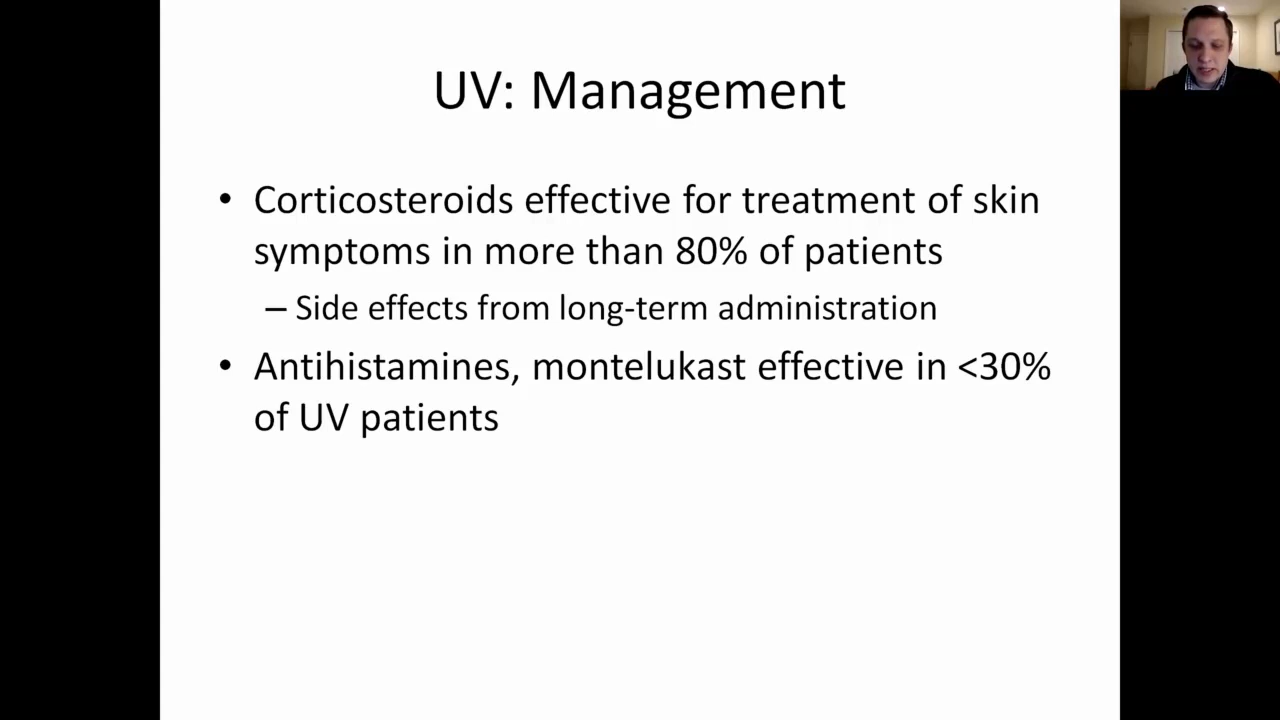 UV: Management
• Corticosteroids effective for treatment of skin
symptoms in more than 80% of patients
– Side effects from long-term administration
• Antihistamines, montelukast effective in <30%
of UV patients